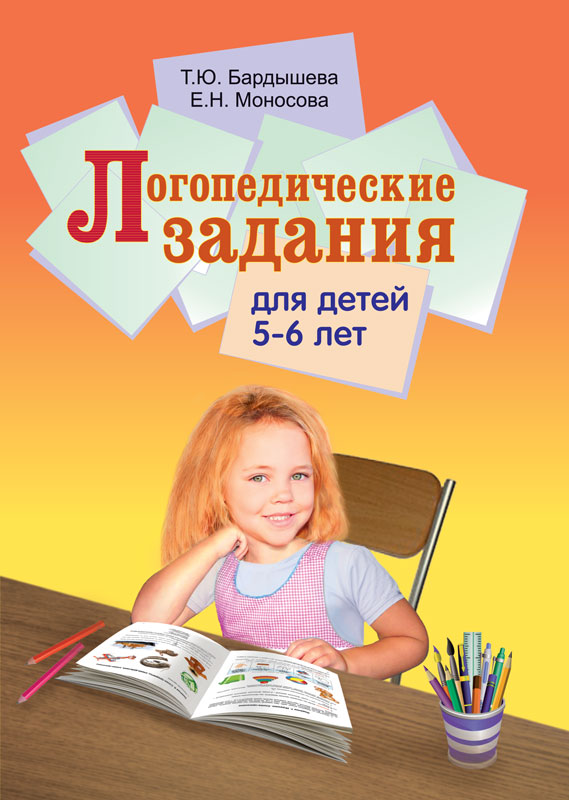 Т.Ю. Бардышева
Е.Н. Моносова
Логопедические
задания
для детей
5-6 лет